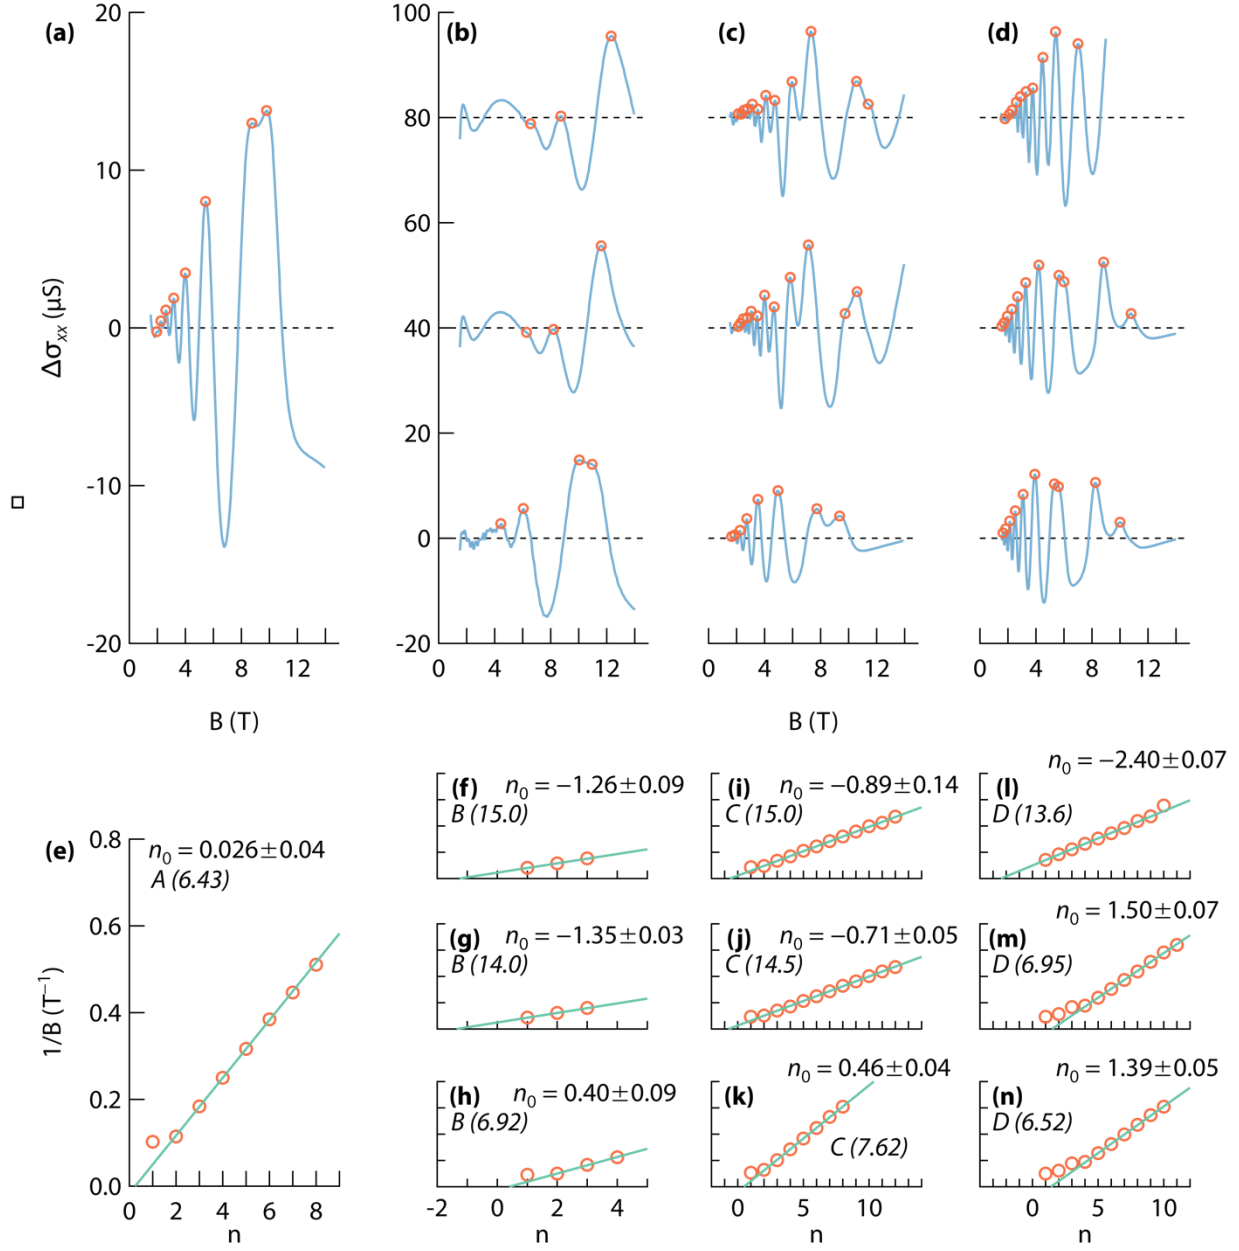 (a)
(b)
(c)
(d)
20
10
0
−10
−20
100
80
60
40
20
0
−20
Δσxx (μS)
0 4 8 12
0 4 8 12
0 4 8 12
0 4 8 12
B (T)
B (T)
(e)
n0 = 0.026±0.04
A (6.43)
0.8
0.6
0.4
0.2
0.0
1/B (T−1)
0 2 4 6 8
n
(f)
n0 = −1.26±0.09
B (15.0)
(i)
n0 = −0.89±0.14
C (15.0)
(l)
n0 = −2.40±0.07
D (13.6)
(g)
n0 = −1.35±0.03
B (14.0)
(j)
n0 = −0.71±0.05
C (14.5)
(m)
n0 = 1.50±0.07
D (6.95)
(h)
n0 = 0.40±0.09
B (6.92)
(k)
n0 = 0.46±0.04
C (7.62)
(n)
n0 = 1.39±0.05
D (6.52)
-2 0 2 4
0 5 10
0 5 10
n
n
n